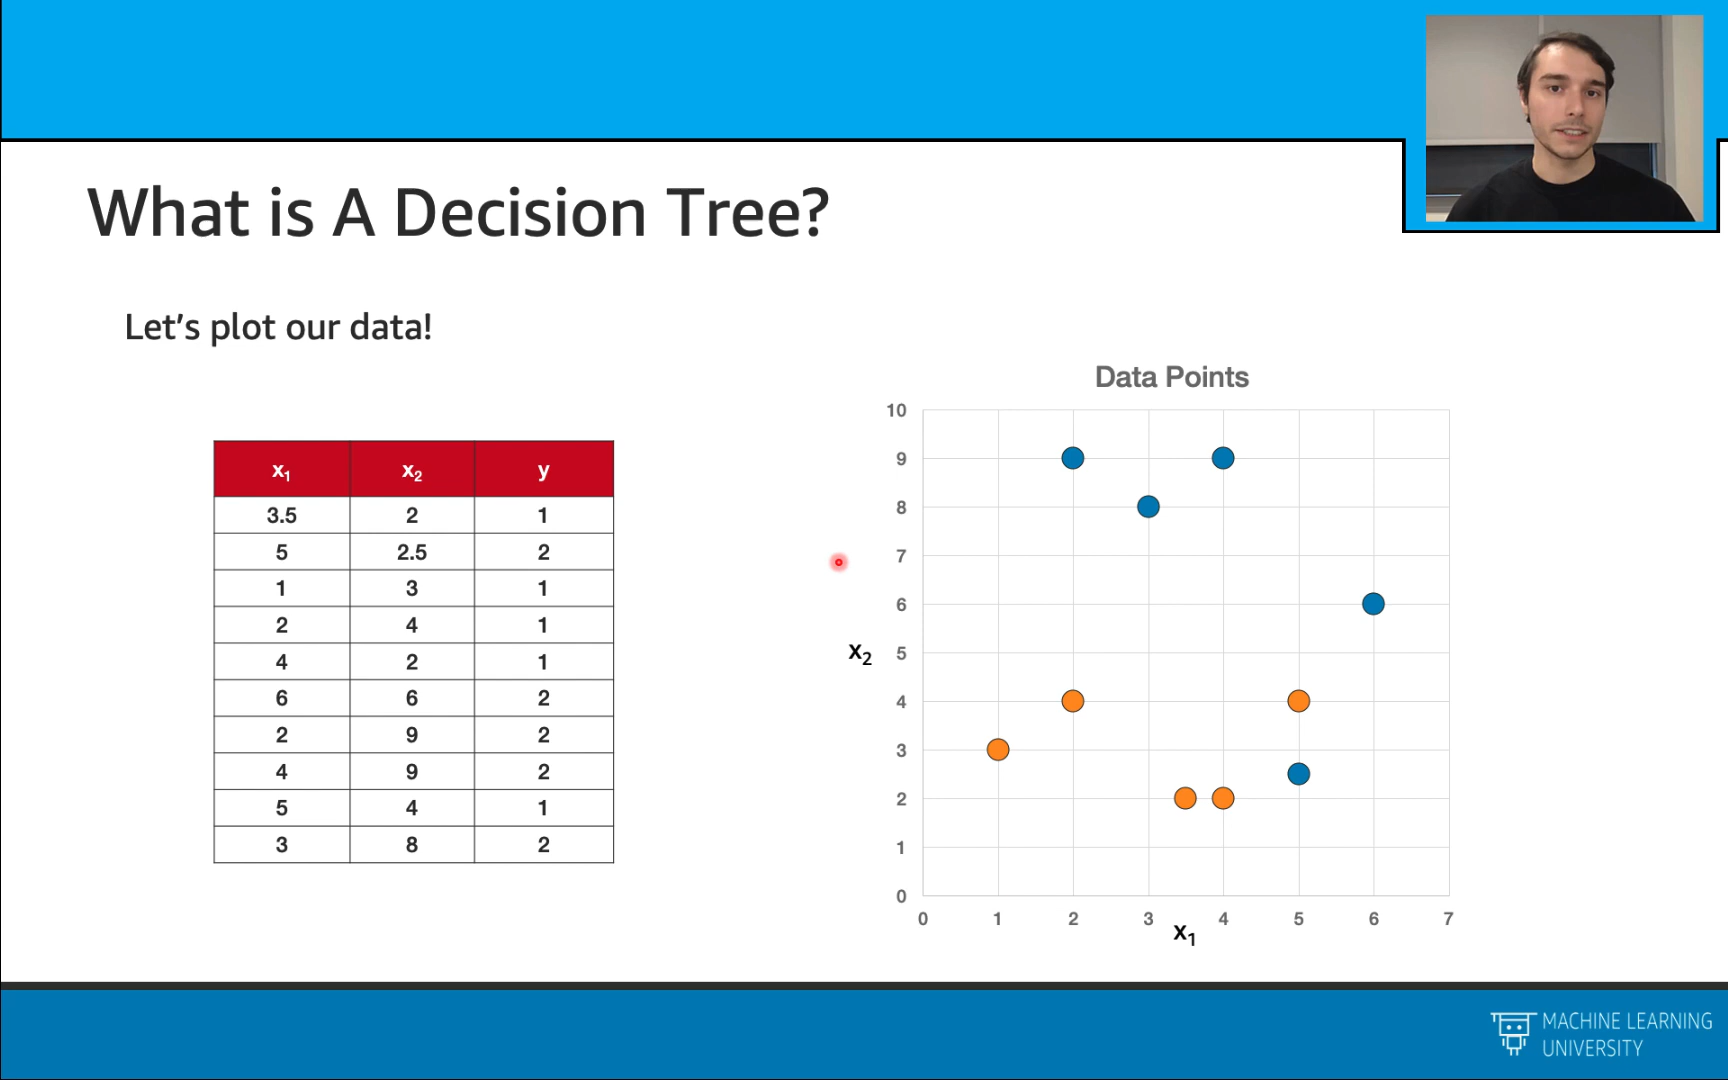 What is A Decision Tree?
Let's plot our data!
x₁ x₂ y
3.5 2 1
5 2.5 2
1 3 1
2 4 1
4 2 1
6 6 2
2 9 2
4 9 2
5 4 1
3 8 2
Data Points
10
9
8
7
6
x₂ 5
4
3
2
1
0
0 1 2 3 4 5 6 7
x₁
MACHINE LEARNING
UNIVERSITY